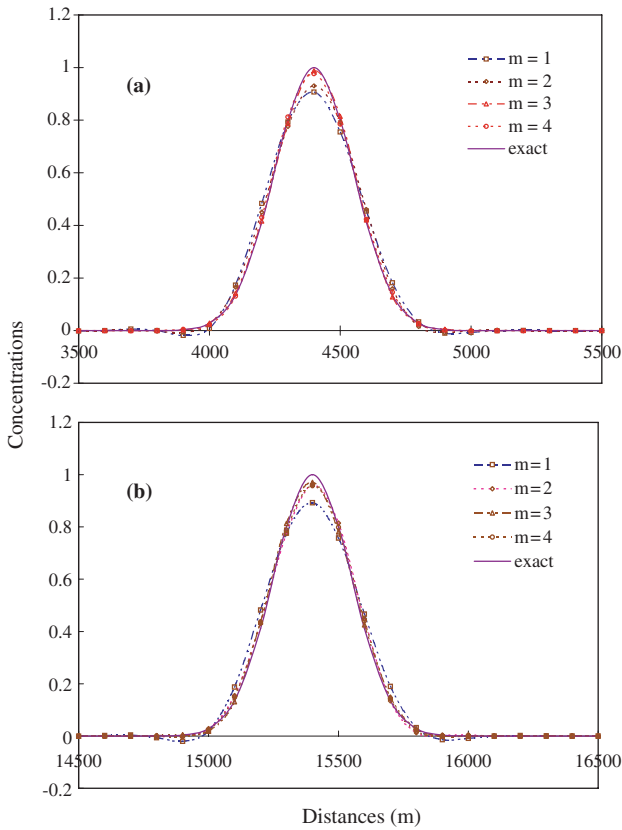 1.2
1
0.8
0.6
0.4
0.2
0
-0.2
3500
4000
4500
5000
5500
(a)
m = 1
m = 2
m = 3
m = 4
exact
Concentrations
1.2
1
0.8
0.6
0.4
0.2
0
-0.2
14500
15000
15500
16000
16500
(b)
m = 1
m = 2
m = 3
m = 4
exact
Distances (m)